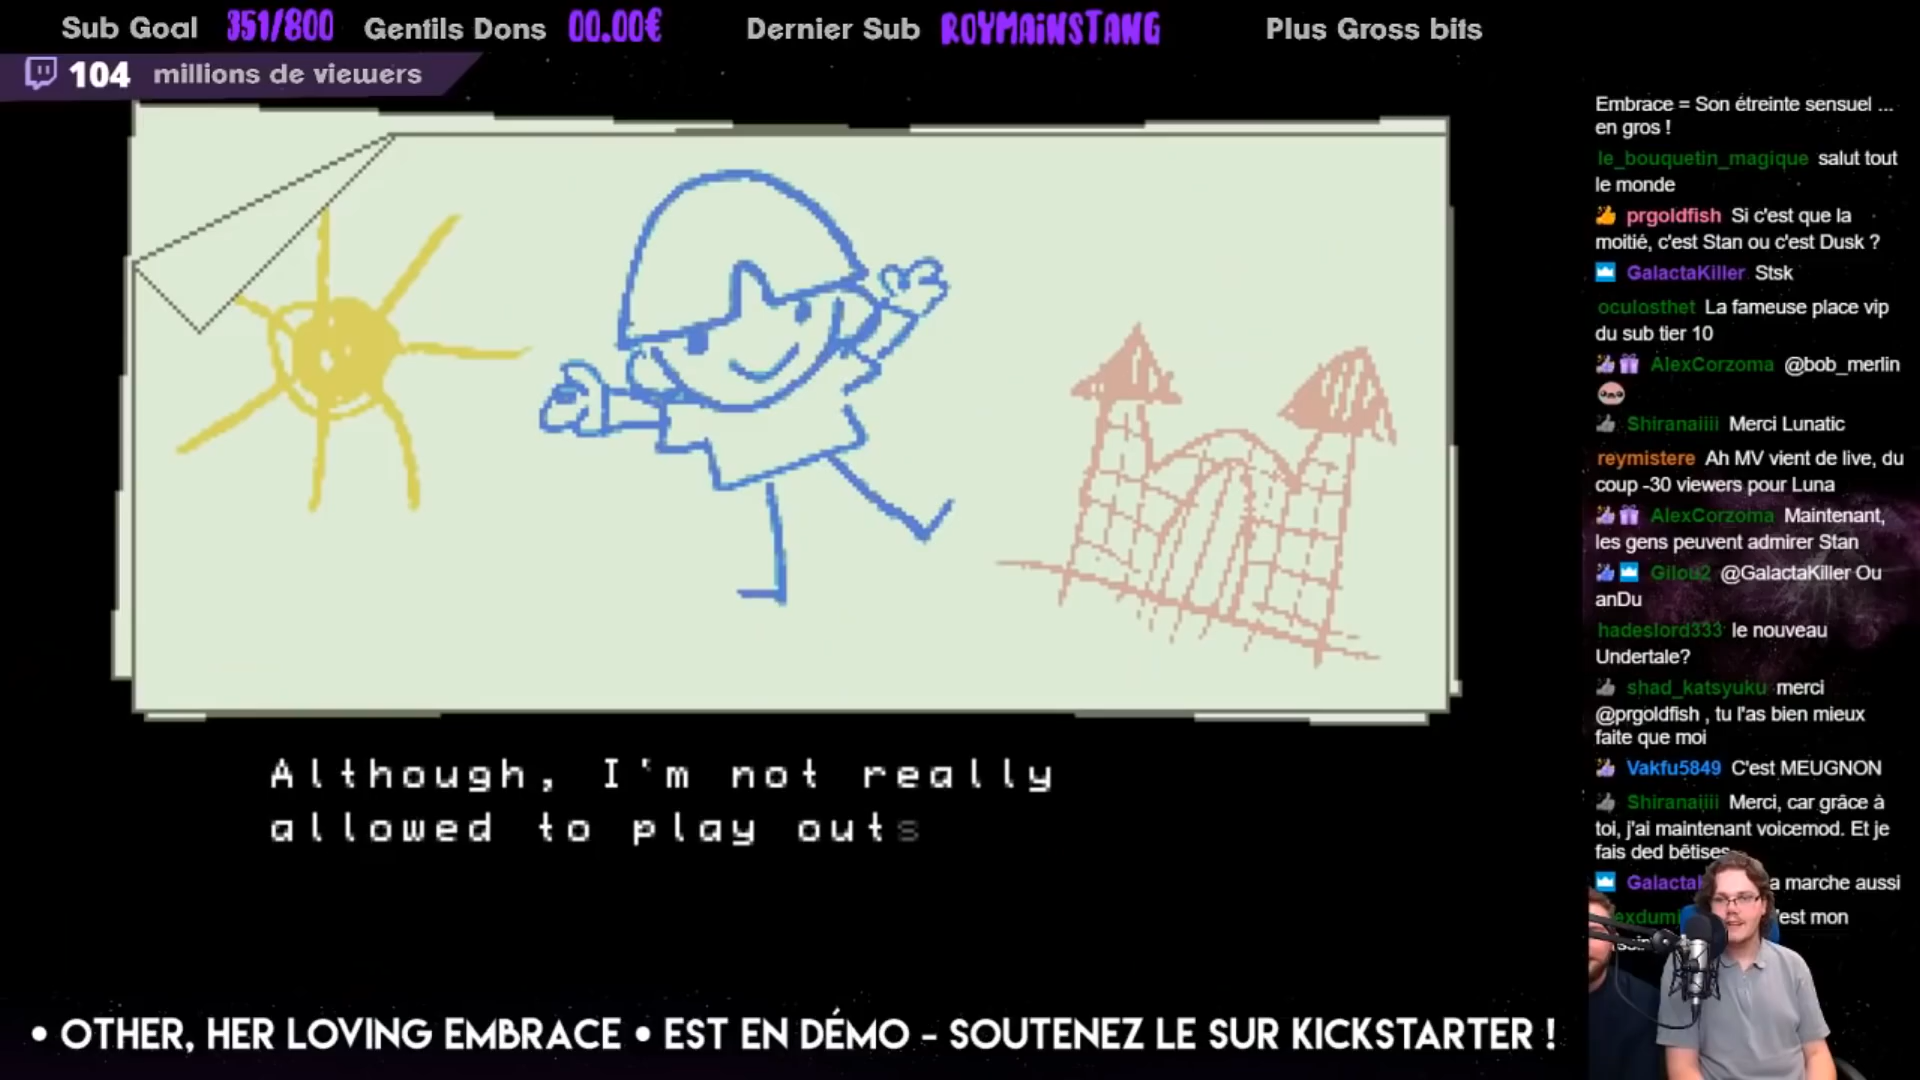 Sub Goal 351/800 Gentils Dons 00.00€ Dernier Sub ROYMAINSTANG Plus Gross bits
104 millions de viewers
Embrace = Son étreinte sensuel ...
en gros !
le_bouquetin_magique salut tout
le monde
prgoldfish Si c'est que la
moitié, c'est Stan ou c'est Dusk ?
GalactaKiller Stsk
oculosthet La fameuse place vip
du sub tier 10
AlexCorzoma @bob_merlin
Shiranaiiii Merci Lunatic
reymistere Ah MV vient de live, du
coup -30 viewers pour Luna
AlexCorzoma Maintenant,
les gens peuvent admirer Stan
Gilou2 @GalactaKiller Ou
anDu
hadeslord333 le nouveau
Undertale?
shad_katsyuku merci
@prgoldfish , tu l'as bien mieux
faite que moi
Vakfu5849 C'est MEUGNON
Shiranaiiii Merci, car grâce à
toi, j'ai maintenant voicemod. Et je
fais ded bêtises
a marche aussi
'est mon
Although, I'm not really
allowed to play outs
• OTHER, HER LOVING EMBRACE • EST EN DÉMO - SOUTENEZ LE SUR KICKSTARTER !